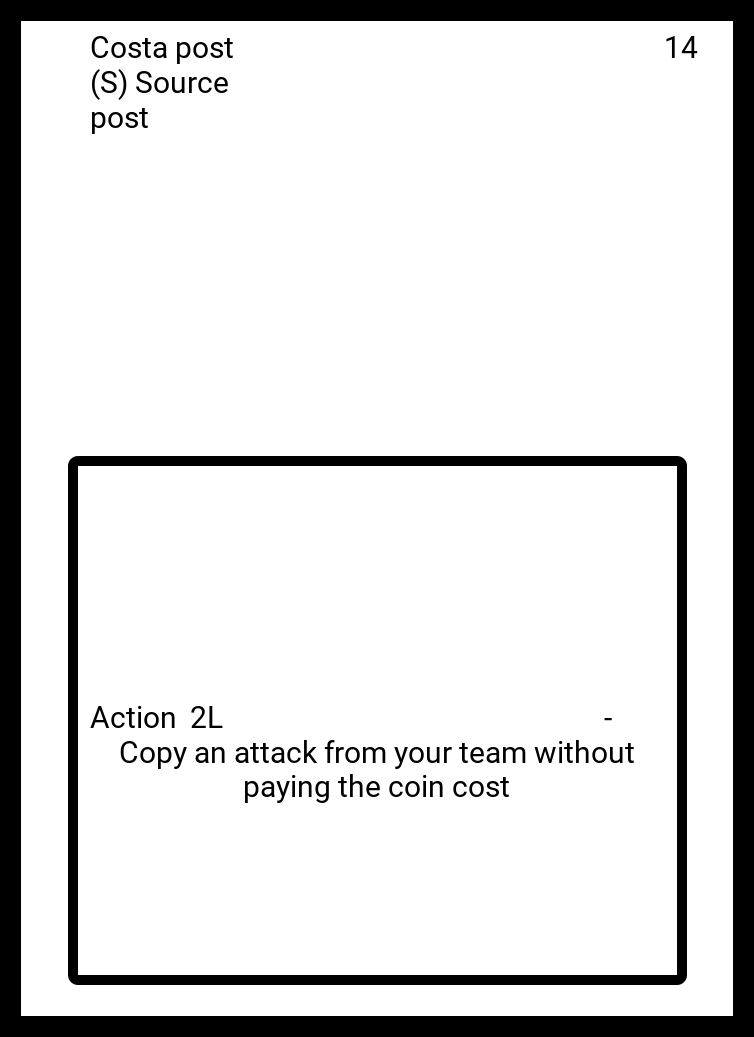 Costa post 14
(S) Source
post
Action 2L -
Copy an attack from your team without
paying the coin cost